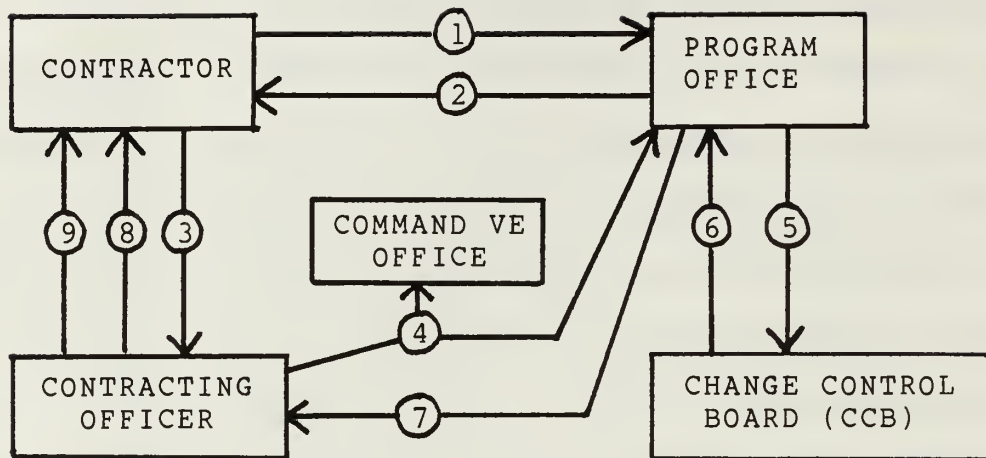 1
CONTRACTOR
PROGRAM
OFFICE
2
9
8
3
COMMAND VE
OFFICE
6
5
4
CONTRACTING
OFFICER
7
CHANGE CONTROL
BOARD (CCB)